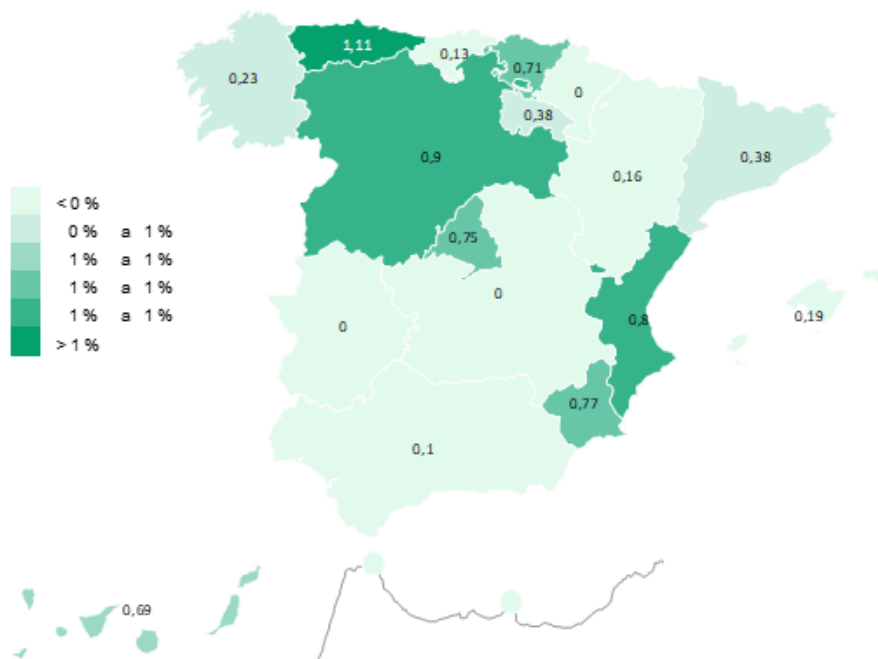 1,11
0,13
0,71
0,23
0
0,38
0,9
0,16
0,38
< 0 %
0 % a 1 %
1 % a 1 %
1 % a 1 %
1 % a 1 %
> 1 %
0,75
0
0,19
0
0,8
0,77
0,1
0,69